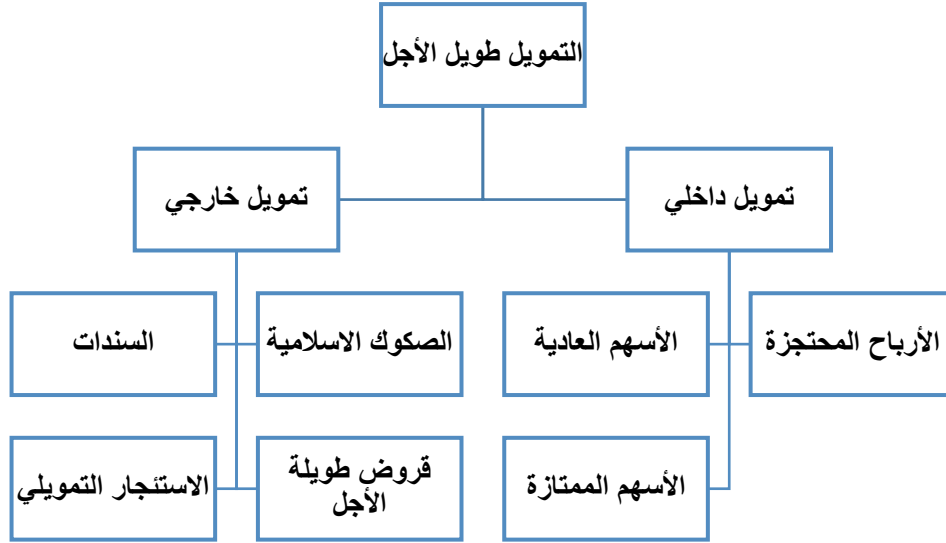 التمويل طويل الأجل
تمويل داخلي
تمويل خارجي
الأرباح المحتجزة
الأسهم العادية
الصكوك الاسلامية
السندات
الأسهم الممتازة
قروض طويلة
الأجل
الاستئجار التمويلي